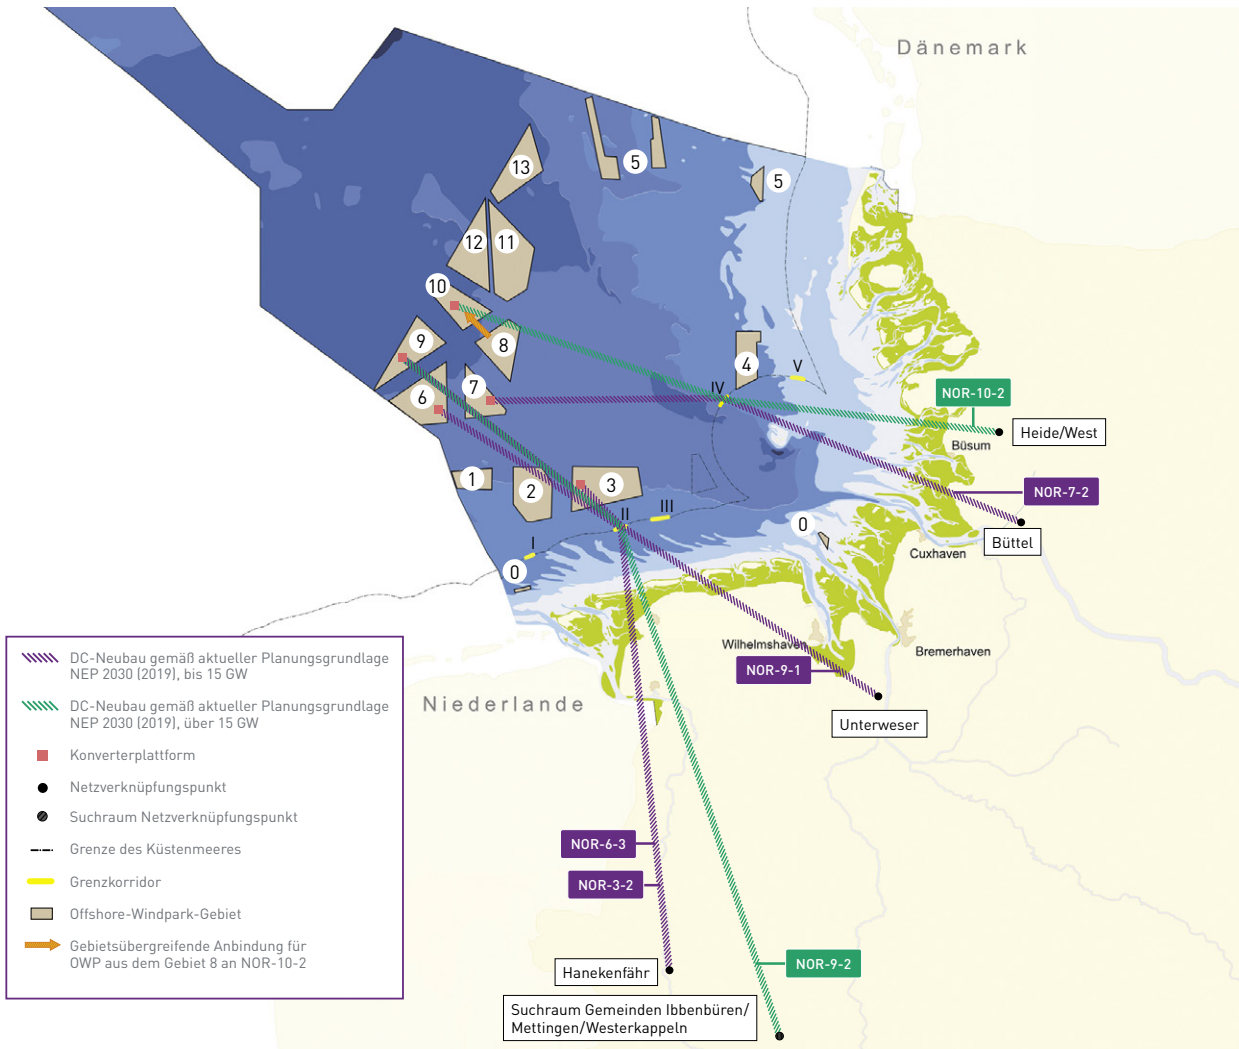 Dänemark
13
5
5
12
11
10
9
8
7
6
4
IV
V
NOR-10-2
Heide/West
Büsum
1
2
3
NOR-7-2
II
III
I
0
0
Büttel
Cuxhaven
Wilhelmshaven
Bremerhaven
NOR-9-1
Niederlande
Unterweser
DC-Neubau gemäß aktueller Planungsgrundlage
NEP 2030 (2019), bis 15 GW
DC-Neubau gemäß aktueller Planungsgrundlage
NEP 2030 (2019), über 15 GW
Konverterplattform
Netzverknüpfungspunkt
Suchraum Netzverknüpfungspunkt
Grenze des Küstenmeeres
Grenzkorridor
Offshore-Windpark-Gebiet
Gebietsübergreifende Anbindung für
OWP aus dem Gebiet 8 an NOR-10-2
NOR-6-3
NOR-3-2
NOR-9-2
Hanekenfähr
Suchraum Gemeinden Ibbenbüren/
Mettingen/Westerkappeln